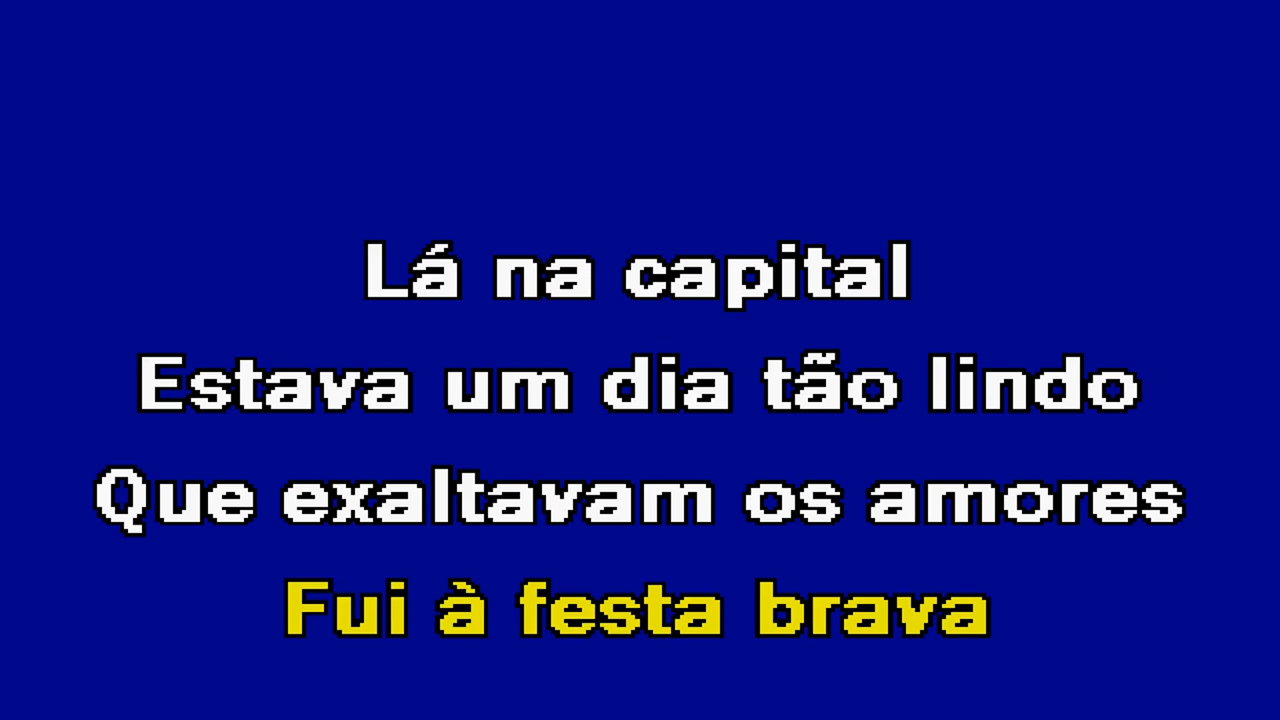 Lá na capital
Estava um dia tão lindo
Que exaltavam os amores
Fui à festa brava